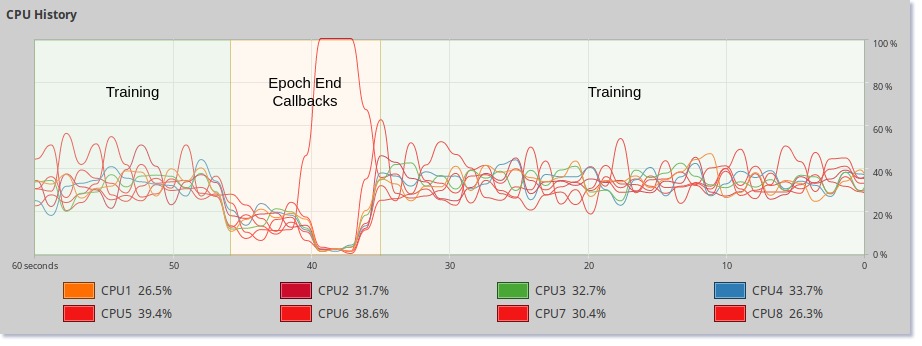 CPU History
100 %
80 %
60 %
40 %
20 %
0 %
Training
Epoch End
Callbacks
Training
60 seconds 50 40 30 20 10 0
CPU1 26.5% CPU2 31.7% CPU3 32.7% CPU4 33.7%
CPU5 39.4% CPU6 38.6% CPU7 30.4% CPU8 26.3%